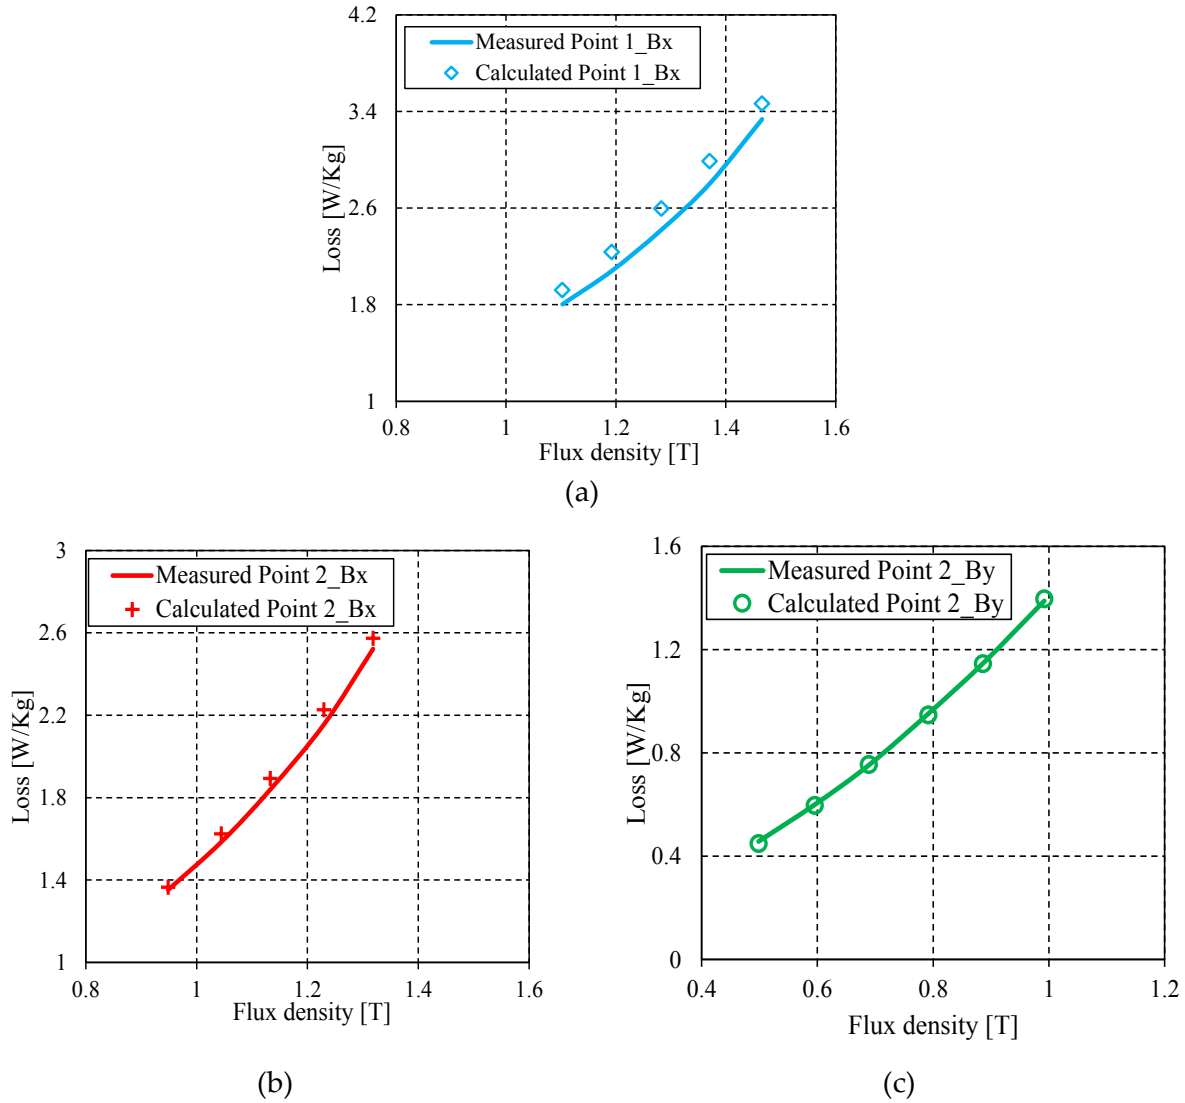 4.2
3.4
2.6
1.8
1
Loss [W/Kg]
Measured Point 1_Bx
Calculated Point 1_Bx
0.8 1 1.2 1.4 1.6
Flux density [T]
(a)
3
2.6
2.2
1.8
1.4
1
Loss [W/Kg]
Measured Point 2_Bx
Calculated Point 2_Bx
0.8 1 1.2 1.4 1.6
Flux density [T]
(b)
1.6
1.2
0.8
0.4
0
Loss [W/Kg]
Measured Point 2_By
Calculated Point 2_By
0.4 0.6 0.8 1 1.2
Flux density [T]
(c)